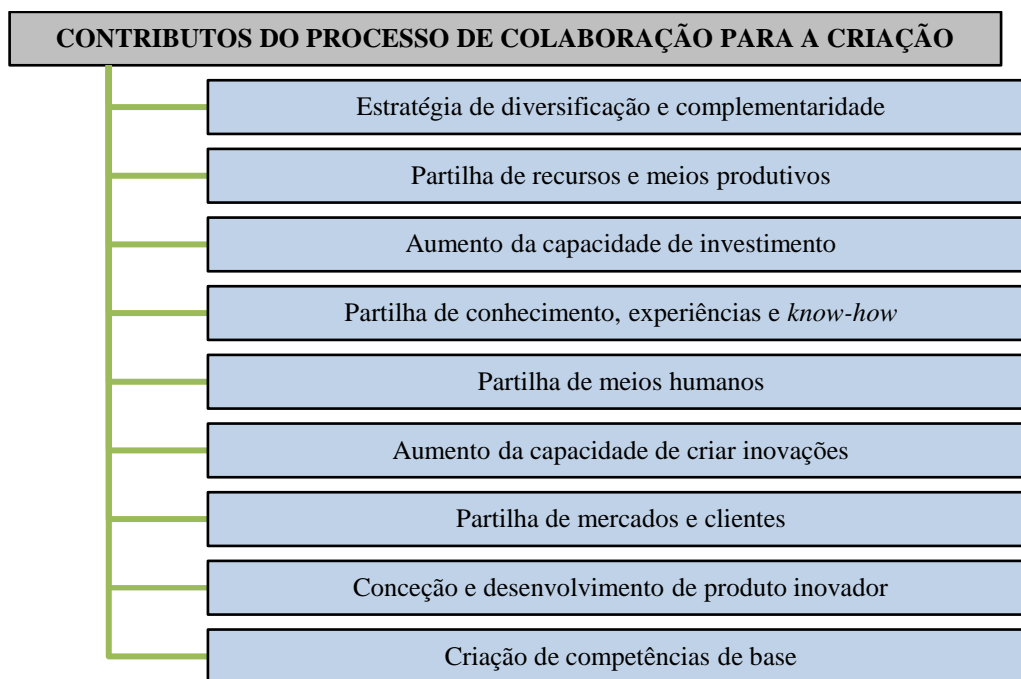 CONTRIBUTOS DO PROCESSO DE COLABORAÇÃO PARA A CRIAÇÃO
Estratégia de diversificação e complementaridade
Partilha de recursos e meios produtivos
Aumento da capacidade de investimento
Partilha de conhecimento, experiências e know-how
Partilha de meios humanos
Aumento da capacidade de criar inovações
Partilha de mercados e clientes
Conceção e desenvolvimento de produto inovador
Criação de competências de base